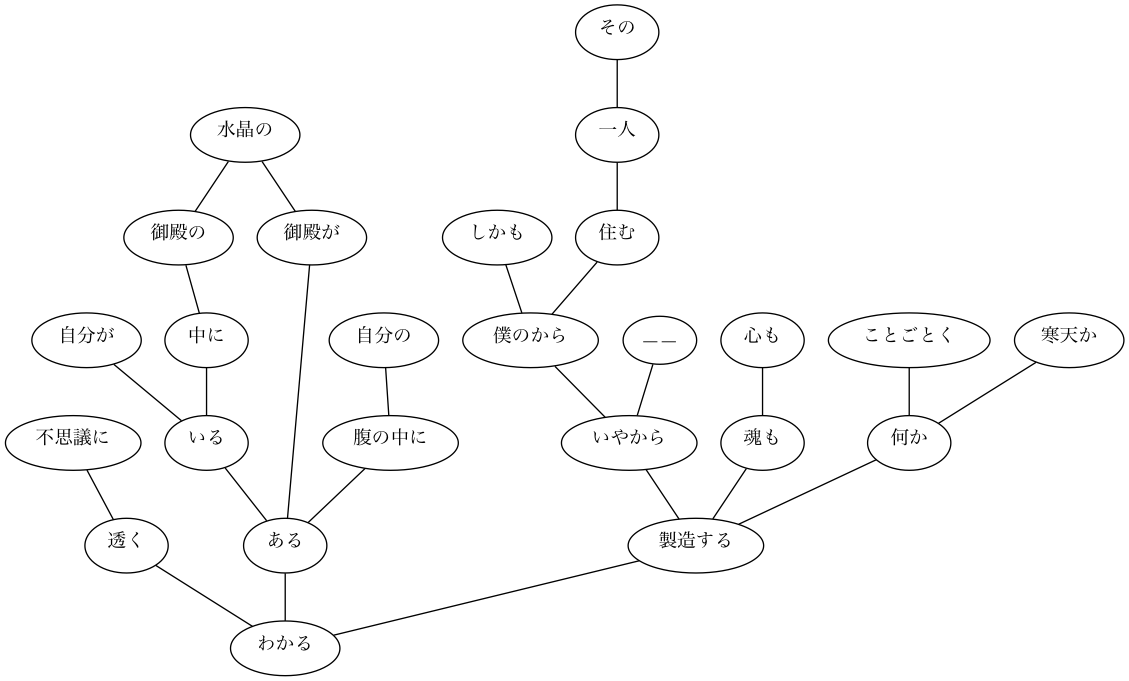 その
水晶の
一人
御殿の
御殿が
しかも
住む
自分が
中に
自分の
僕のから
——
心も
ことごとく
寒天か
不思議に
いる
腹の中に
いやから
魂も
何か
透く
ある
製造する
わかる